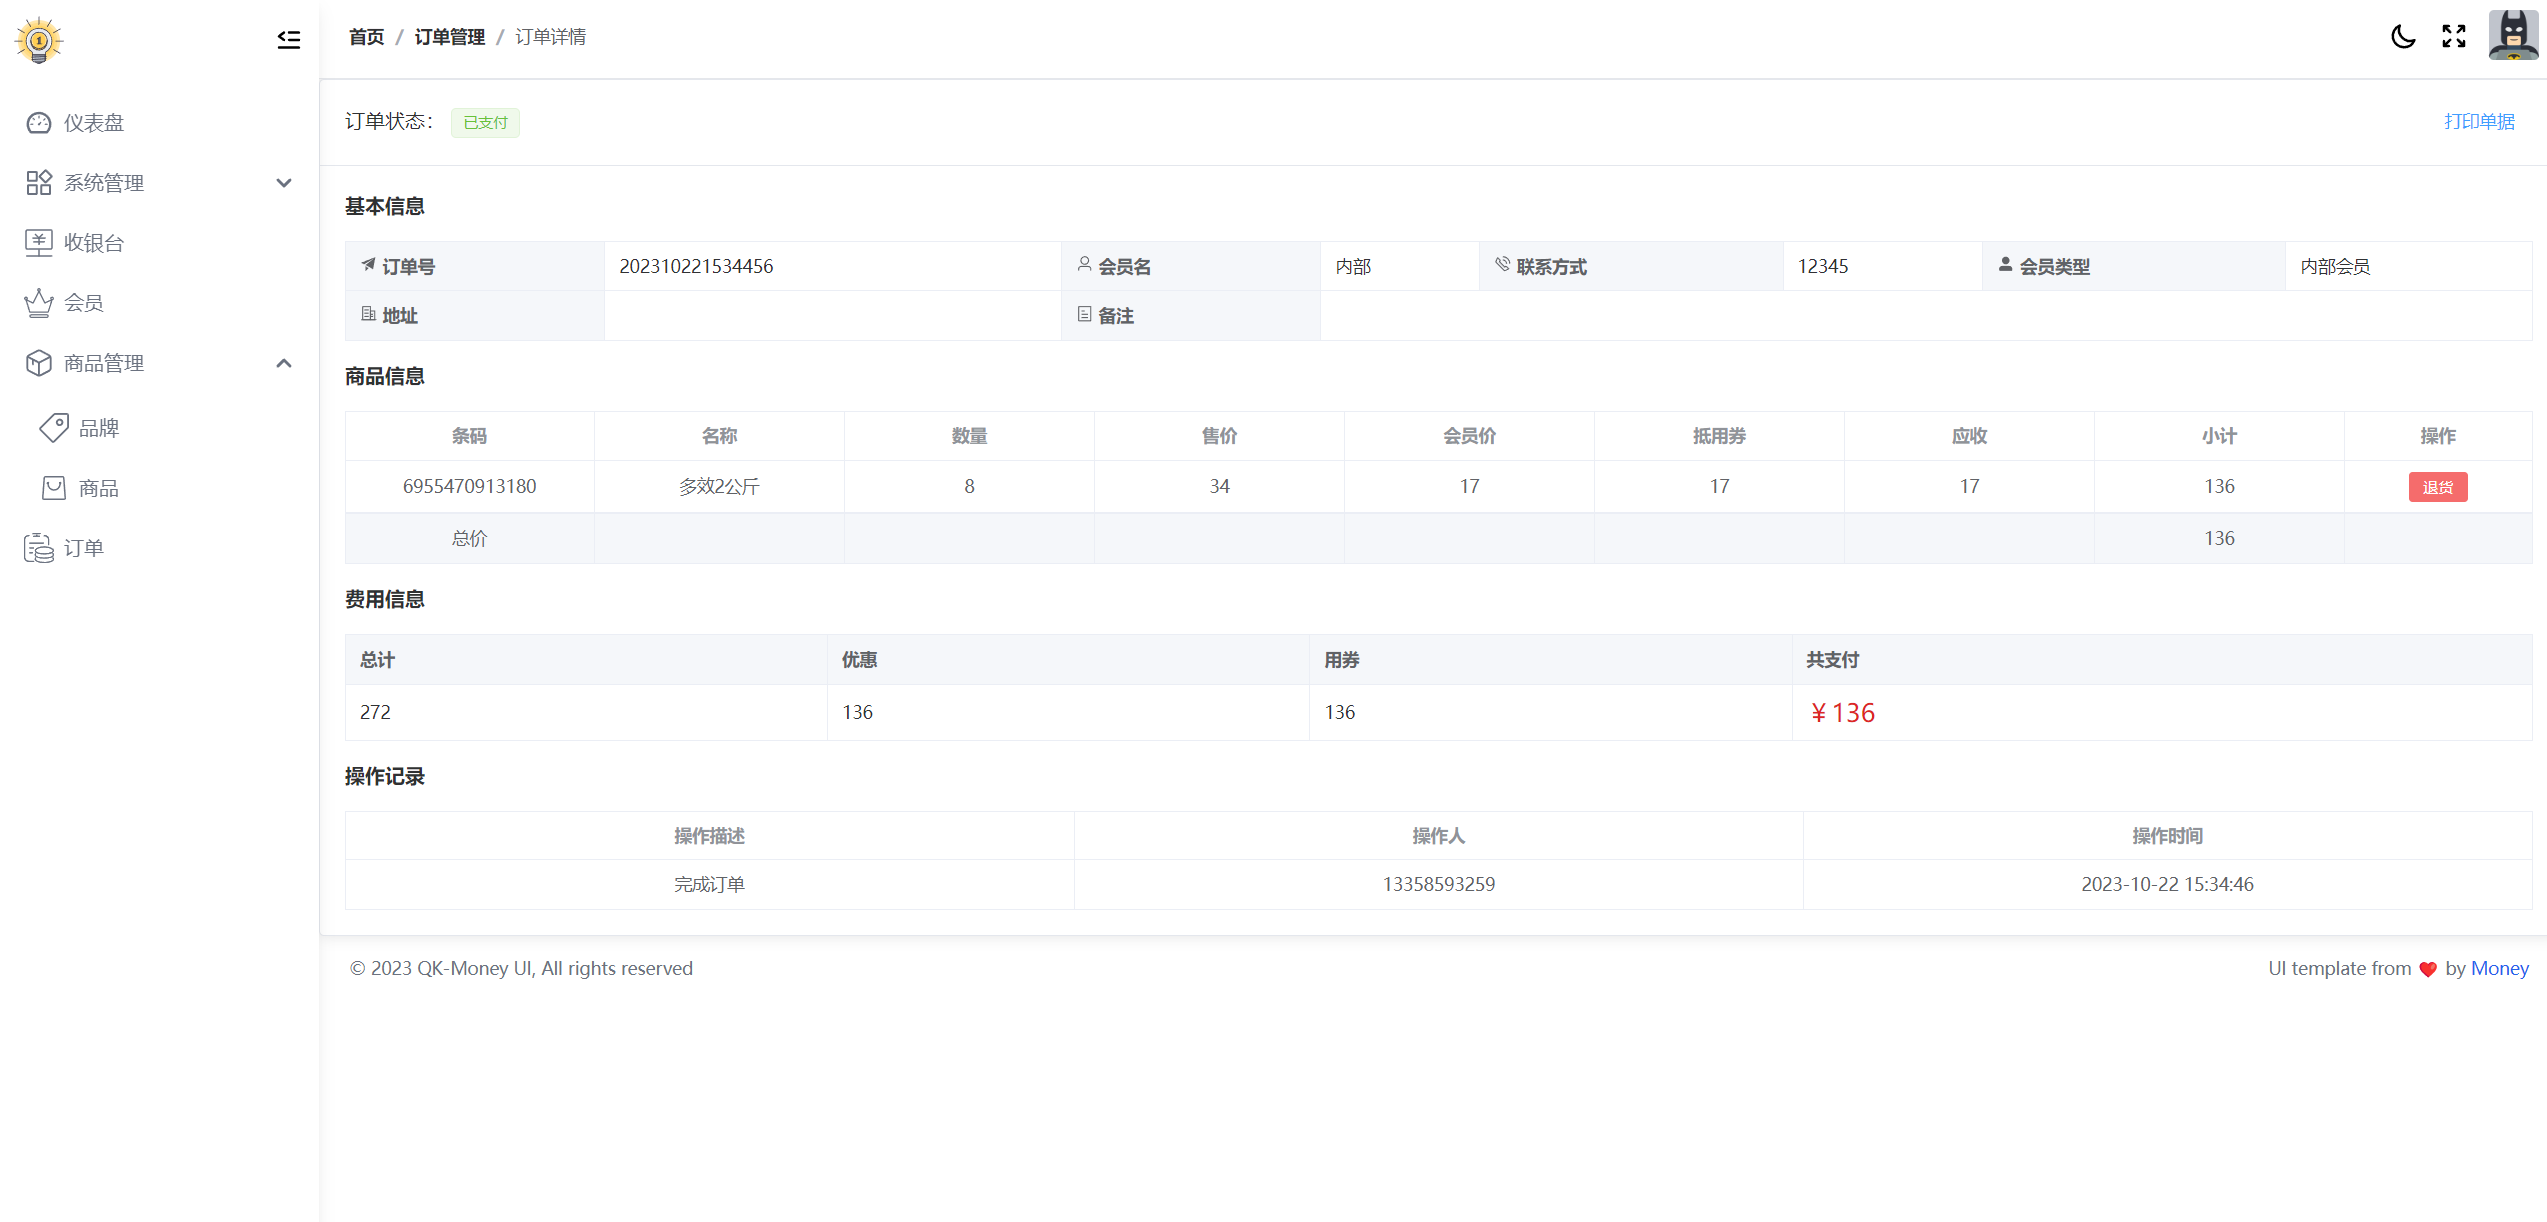 首页 / 订单管理 / 订单详情
仪表盘
系统管理
收银台
会员
商品管理
品牌
商品
订单
订单状态： 已支付 打印单据
基本信息
订单号 202310221534456 会员名 内部 联系方式 12345 会员类型 内部会员
地址 备注
商品信息
条码 名称 数量 售价 会员价 抵用券 应收 小计 操作
6955470913180 多效2公斤 8 34 17 17 17 136 退货
总价 136
费用信息
总计 优惠 用券 共支付
272 136 136 ￥136
操作记录
操作描述 操作人 操作时间
完成订单 13358593259 2023-10-22 15:34:46
© 2023 QK-Money UI, All rights reserved UI template from ❤ by Money